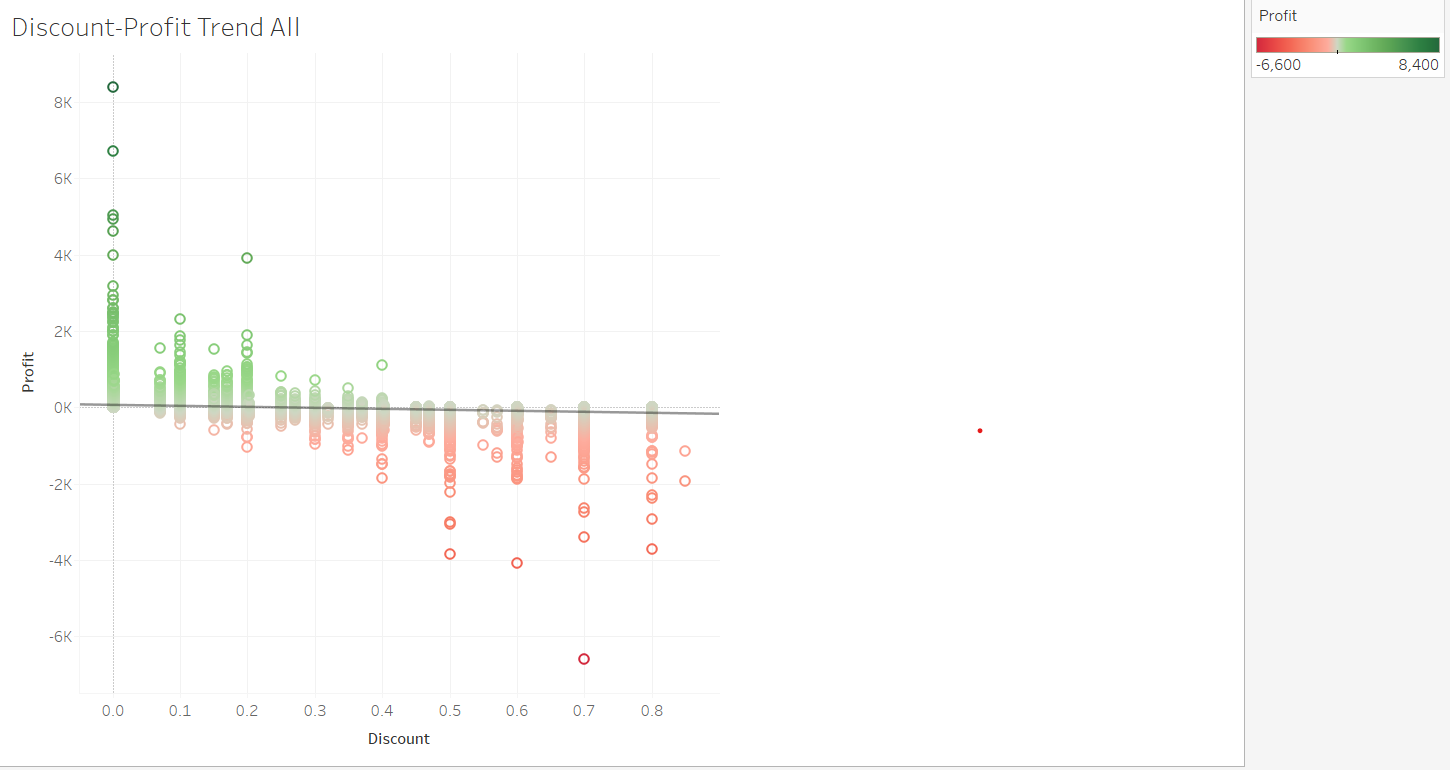 Discount-Profit Trend All
Profit
-6,600 8,400
8K
6K
4K
2K
0K
-2K
-4K
-6K
Profit
0.0 0.1 0.2 0.3 0.4 0.5 0.6 0.7 0.8
Discount